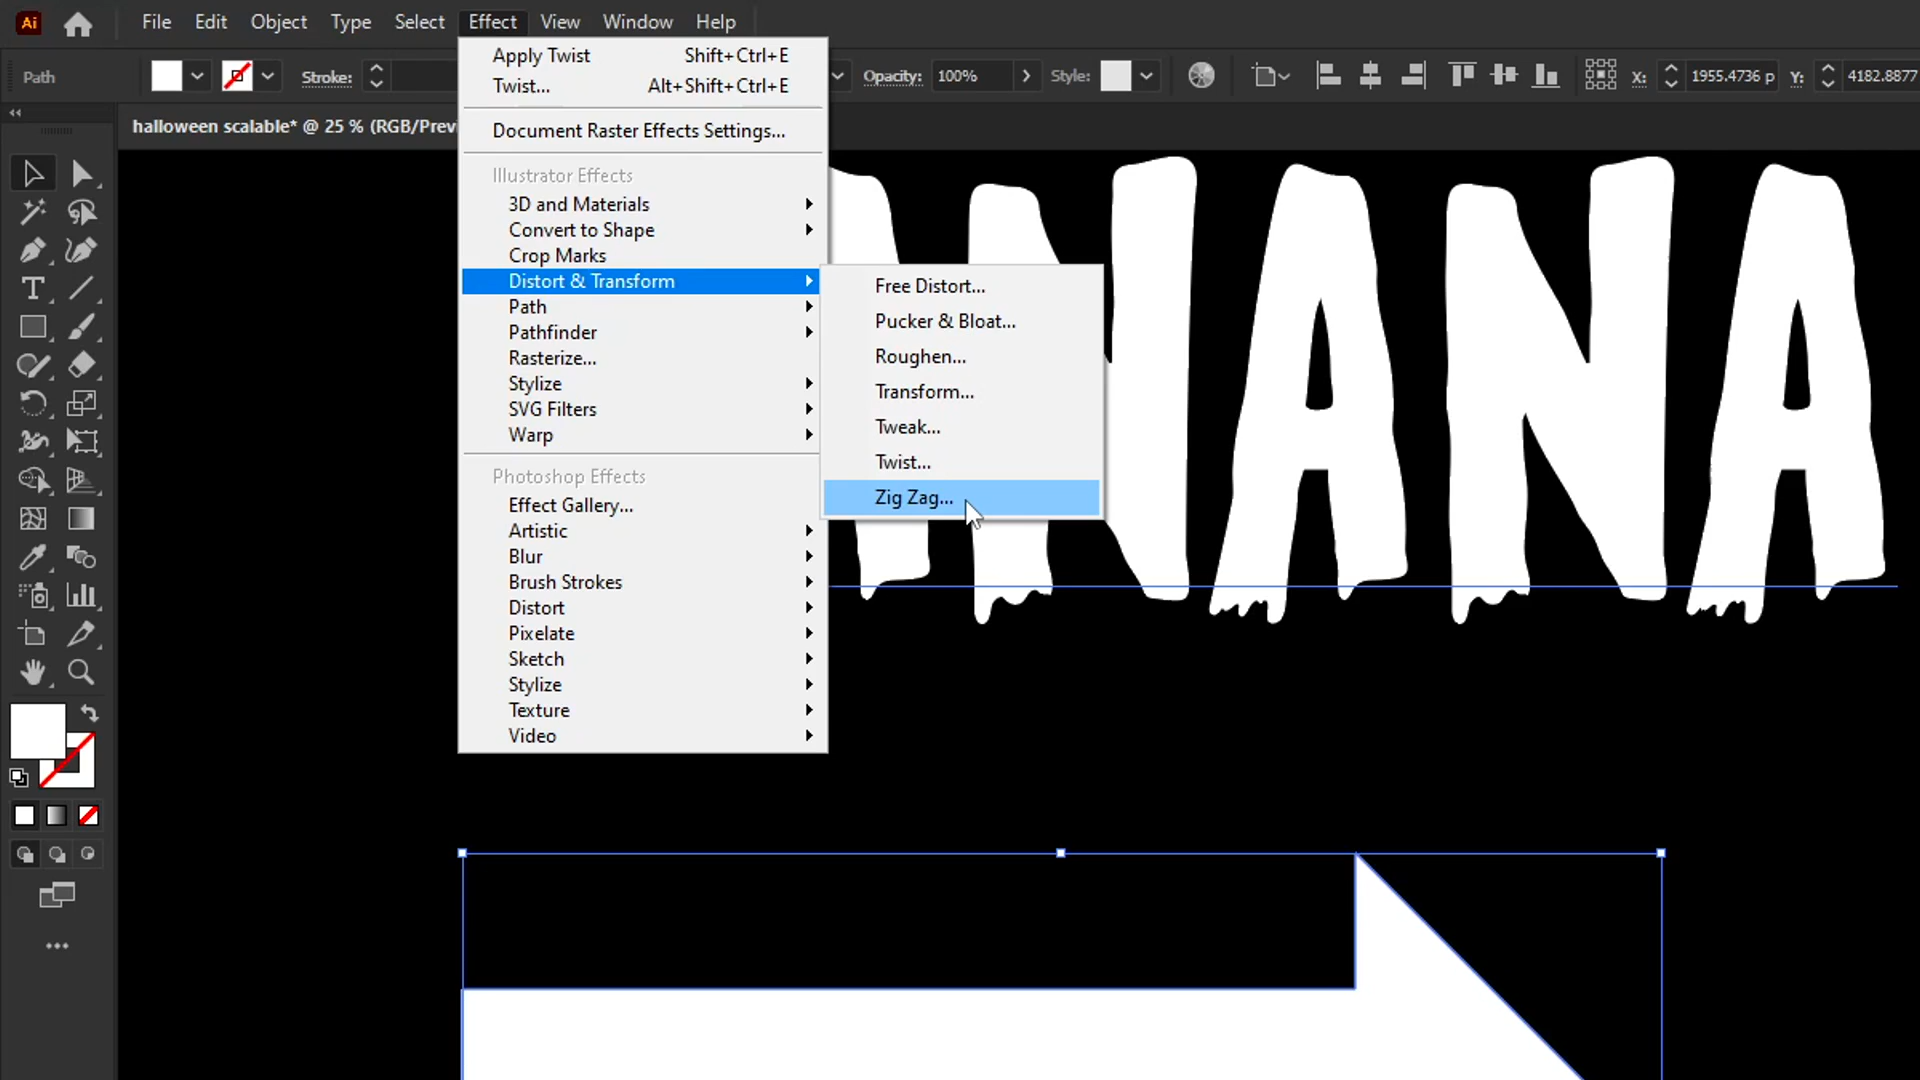 Ai File Edit Object Type Select Effect View Window Help
Path Stroke: Opacity: 100% Style: X: 1955.4736 p Y: 4182.8877
halloween scalable* @ 25 % (RGB/Previ
Apply Twist Shift+Ctrl+E
Twist... Alt+Shift+Ctrl+E
Document Raster Effects Settings...
Illustrator Effects
3D and Materials
Convert to Shape
Crop Marks
Distort & Transform
Path
Pathfinder
Rasterize...
Stylize
SVG Filters
Warp
Photoshop Effects
Effect Gallery...
Artistic
Blur
Brush Strokes
Distort
Pixelate
Sketch
Stylize
Texture
Video
Free Distort...
Pucker & Bloat...
Roughen...
Transform...
Tweak...
Twist...
Zig Zag...
ANANA